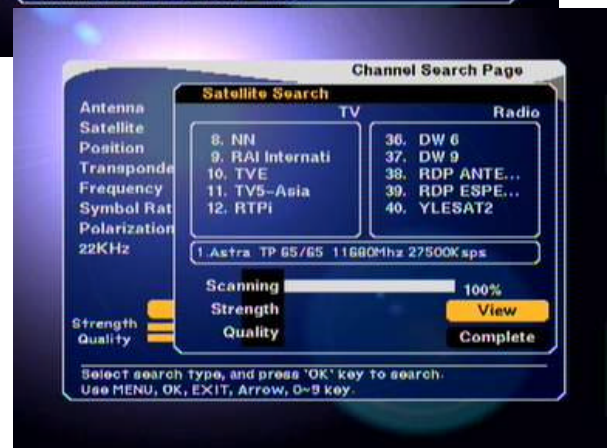 Channel Search Page
Antenna
Satellite
Position
Transponde
Frequency
Symbol Rat
Polarization
22KHz
Strength
Quality
Satellite Search
TV
Radio
8. NN
9. RAI Internati
10. TVE
11. TV5-Asia
12. RTPi
36. DW 6
37. DW 9
38. RDP ANTE...
39. RDP ESPE...
40. YLESAT2
1.Astra TP 65/65 11680Mhz 27500Ksps
Scanning 100%
Strength View
Quality Complete
Select search type, and press 'OK' key to search.
Use MENU, OK, EXIT, Arrow, 0~9 key.